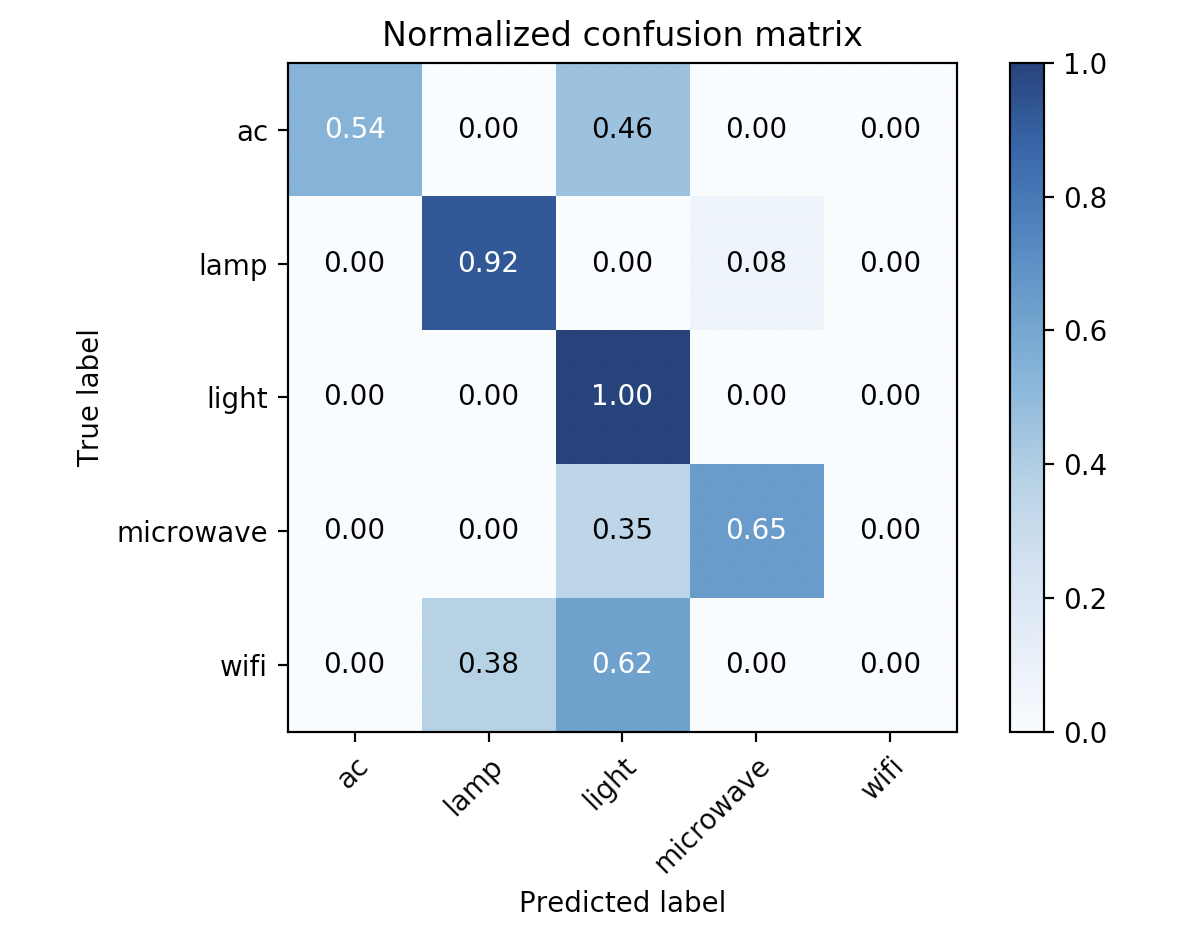 Normalized confusion matrix
ac 0.54 0.00 0.46 0.00 0.00
lamp 0.00 0.92 0.00 0.08 0.00
light 0.00 0.00 1.00 0.00 0.00
microwave 0.00 0.00 0.35 0.65 0.00
wifi 0.00 0.38 0.62 0.00 0.00
True label
ac lamp light microwave wifi
Predicted label
1.0
0.8
0.6
0.4
0.2
0.0